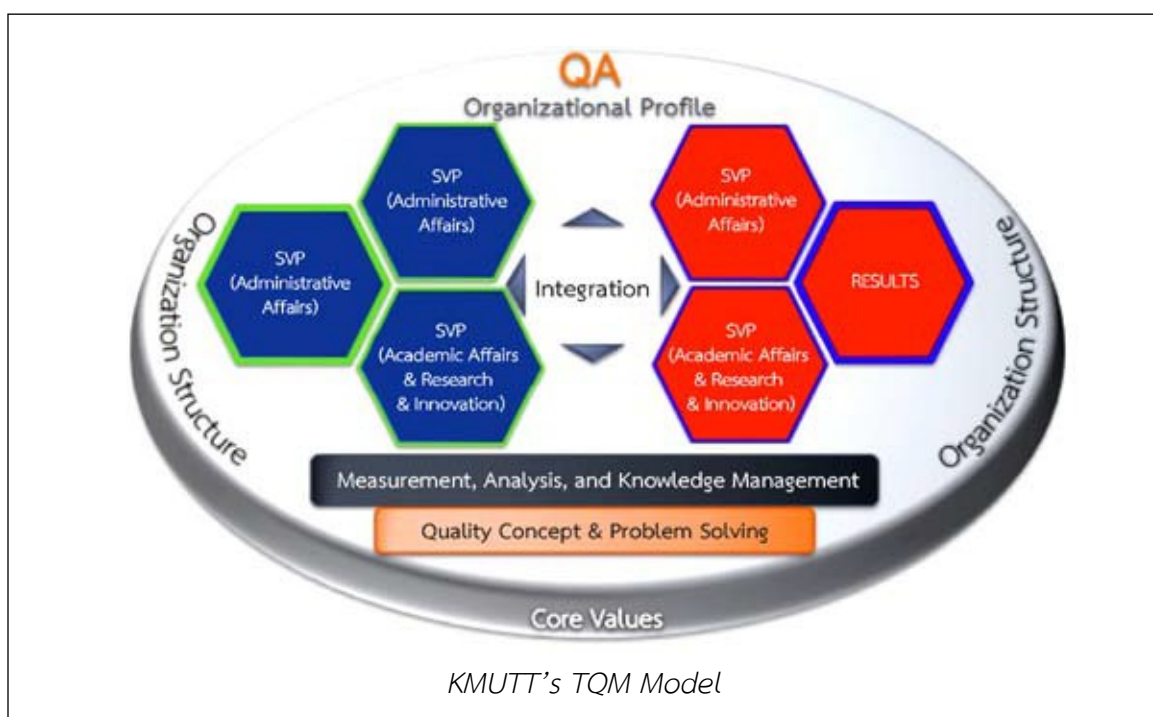 QA
Organizational Profile
SVP
(Administrative
Affairs)
SVP
(Administrative
Affairs)
SVP
(Academic Affairs
& Research
& Innovation)
Integration
SVP
(Administrative
Affairs)
RESULTS
SVP
(Academic Affairs
& Research
& Innovation)
Organization Structure
Organization Structure
Measurement, Analysis, and Knowledge Management
Quality Concept & Problem Solving
Core Values
KMUTT's TQM Model